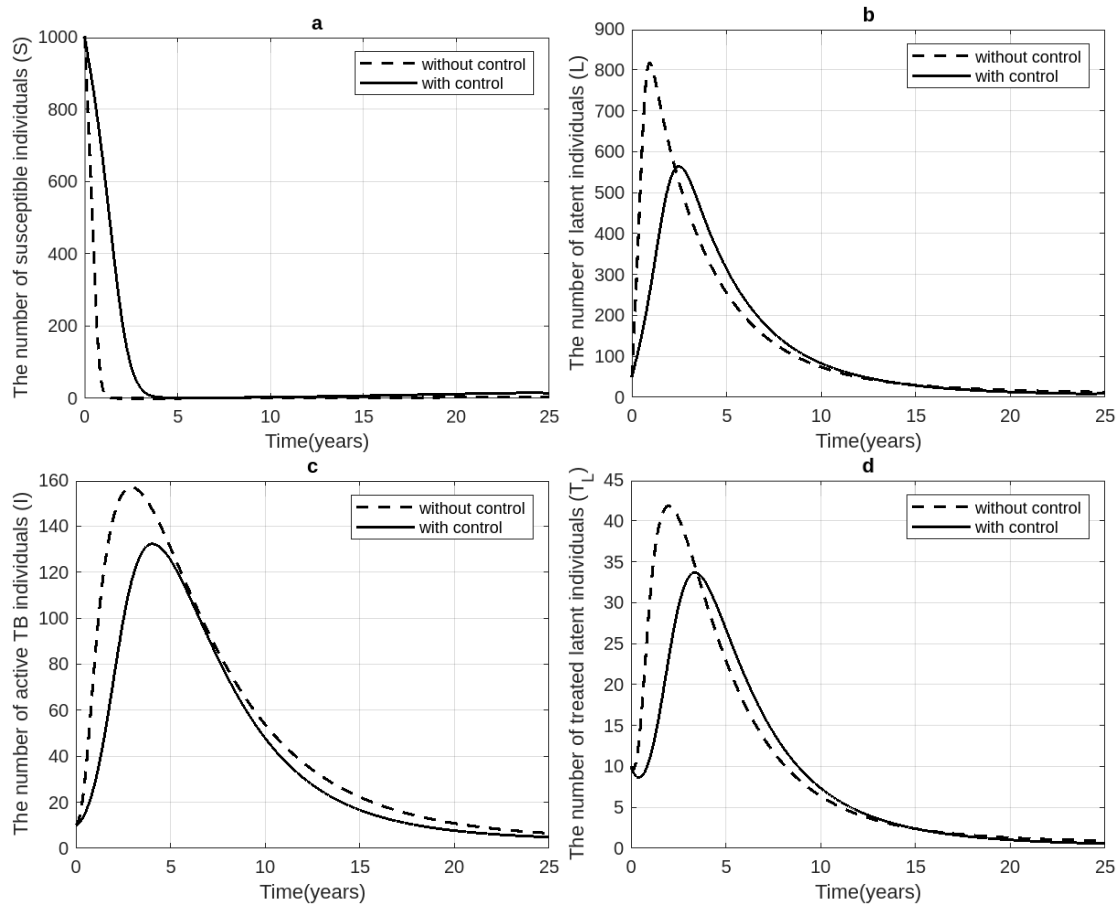 a
The number of susceptible individuals (S)
1000
800
600
400
200
0
without control
with control
0 5 10 15 20 25
Time(years)
b
The number of latent individuals (L)
900
800
700
600
500
400
300
200
100
0
without control
with control
0 5 10 15 20 25
Time(years)
c
The number of active TB individuals (I)
160
140
120
100
80
60
40
20
0
without control
with control
0 5 10 15 20 25
Time(years)
d
The number of treated latent individuals (T_L)
45
40
35
30
25
20
15
10
5
0
without control
with control
0 5 10 15 20 25
Time(years)